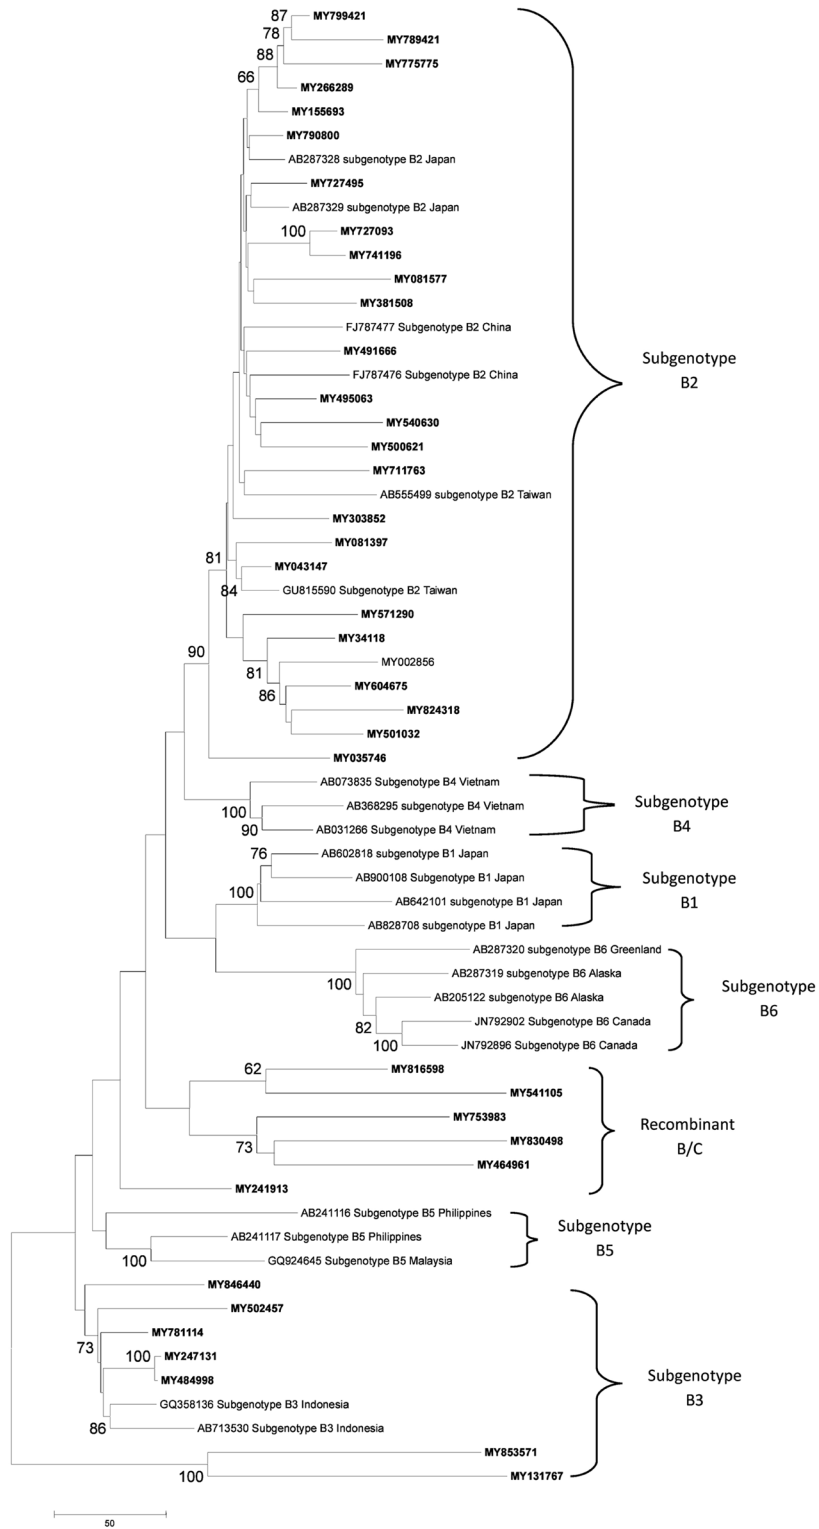 87
MY799421
78
MY789421
88
MY775775
66
MY266289
MY155693
MY790800
AB287328 subgenotype B2 Japan
MY727495
AB287329 subgenotype B2 Japan
100
MY727093
MY741196
MY081577
MY381508
FJ787477 Subgenotype B2 China
MY491666
Subgenotype
B2
FJ787476 Subgenotype B2 China
MY495063
MY540630
MY500621
MY711763
AB555499 subgenotype B2 Taiwan
MY303852
MY081397
81
MY043147
84
GU815590 Subgenotype B2 Taiwan
MY571290
MY34118
90
MY002856
81
MY604675
86
MY824318
MY501032
MY035746
AB073835 Subgenotype B4 Vietnam
AB368295 subgenotype B4 Vietnam
100
Subgenotype
B4
90
AB031266 Subgenotype B4 Vietnam
76
AB602818 subgenotype B1 Japan
AB900108 Subgenotype B1 Japan
Subgenotype
B1
100
AB642101 subgenotype B1 Japan
AB828708 subgenotype B1 Japan
AB287320 subgenotype B6 Greenland
AB287319 subgenotype B6 Alaska
100
Subgenotype
B6
AB205122 subgenotype B6 Alaska
JN792902 Subgenotype B6 Canada
82
100
JN792896 Subgenotype B6 Canada
62
MY816598
MY541105
MY753983
Recombinant
B/C
MY830498
73
MY464961
MY241913
AB241116 Subgenotype B5 Philippines
Subgenotype
B5
AB241117 Subgenotype B5 Philippines
100
GQ924645 Subgenotype B5 Malaysia
MY846440
MY502457
MY781114
73
100
MY247131
MY484998
Subgenotype
B3
GQ358136 Subgenotype B3 Indonesia
86
AB713530 Subgenotype B3 Indonesia
MY853571
100
MY131767
50